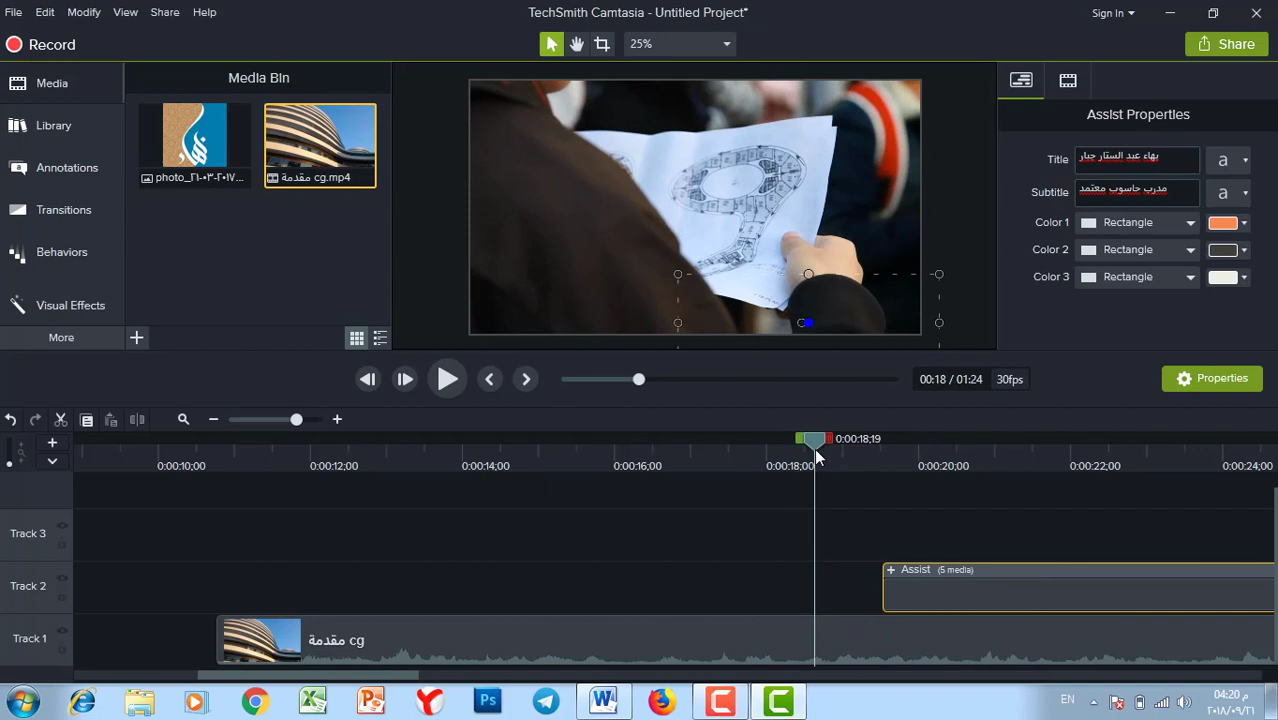 File Edit Modify View Share Help
TechSmith Camtasia - Untitled Project*
Sign In
Record
25%
Share
Media
Library
Annotations
Transitions
Behaviors
Visual Effects
More
Media Bin
photo_٢١-٠٣-٢٠١٧...
مقدمة cg.mp4
Assist Properties
Title بهاء عبد الستار جبار a
Subtitle مدرب حاسوب معتمد a
Color 1 Rectangle
Color 2 Rectangle
Color 3 Rectangle
00:18 / 01:24 30fps
Properties
0:00:18;19
0:00:10;00 0:00:12;00 0:00:14;00 0:00:16;00 0:00:18;00 0:00:20;00 0:00:22;00 0:00:24;00
Track 3
Track 2
Assist (5 media)
Track 1
مقدمة cg
EN
٠٤:٢٠ م
٢٠١٨/٠٩/٢١